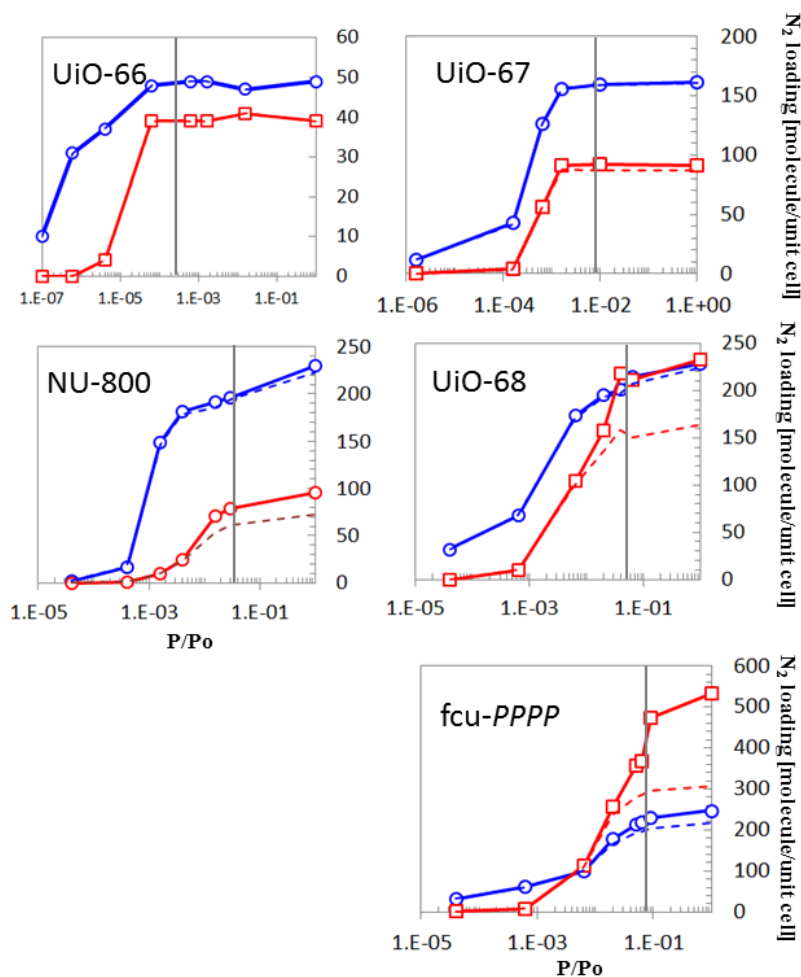 UiO-66
60
50
40
30
20
10
0
1.E-07 1.E-05 1.E-03 1.E-01
UiO-67
200
150
100
50
0
1.E-06 1.E-04 1.E-02 1.E+00
N₂ loading [molecule/unit cell]
NU-800
250
200
150
100
50
0
1.E-05 1.E-03 1.E-01
P/Po
UiO-68
250
200
150
100
50
0
1.E-05 1.E-03 1.E-01
N₂ loading [molecule/unit cell]
fcu-PPPP
600
500
400
300
200
100
0
1.E-05 1.E-03 1.E-01
P/Po
N₂ loading [molecule/unit cell]